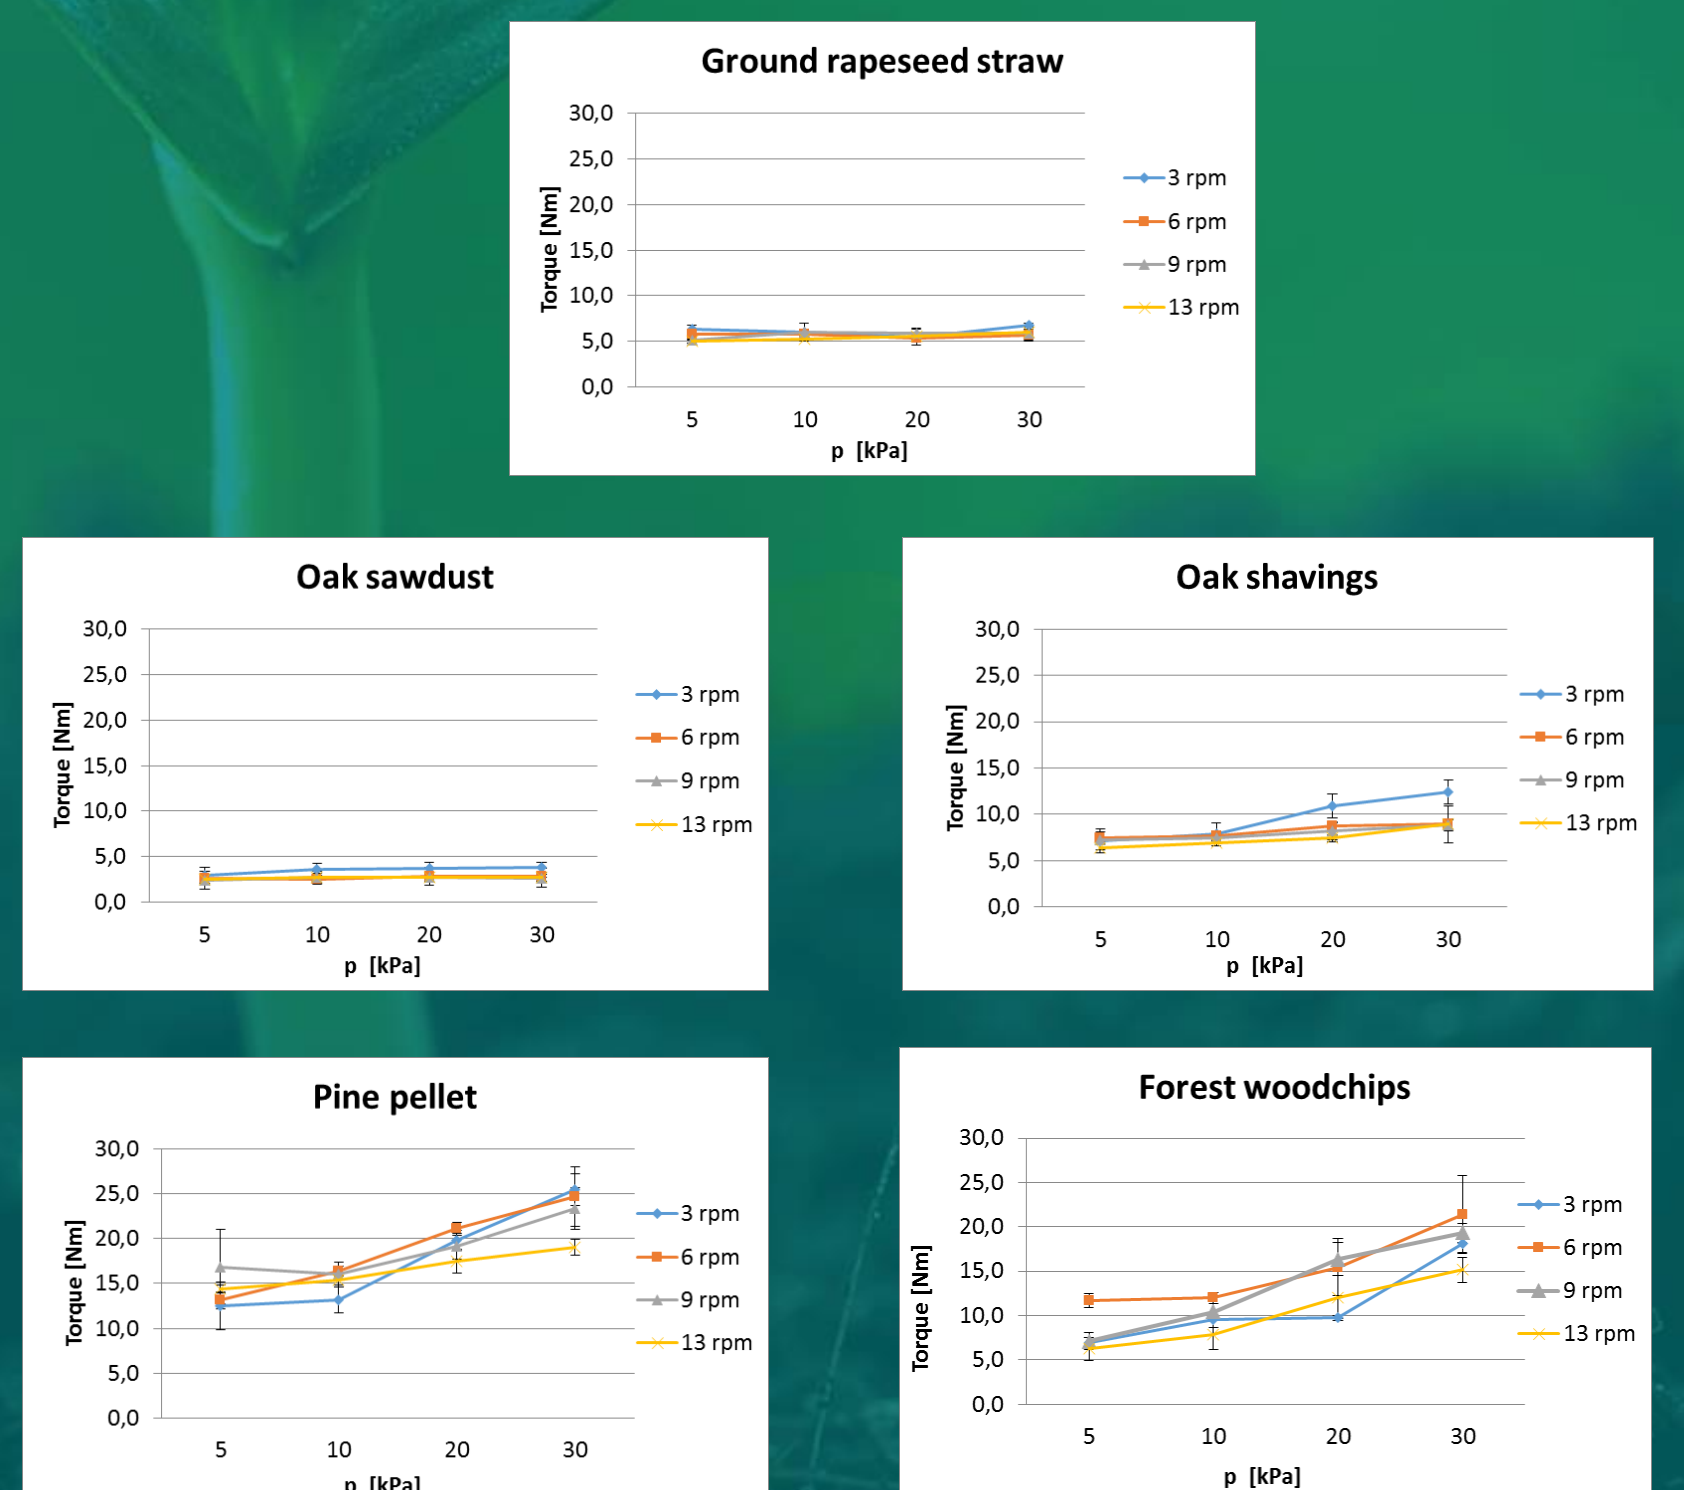 Ground rapeseed straw
30,0
25,0
20,0
15,0
10,0
5,0
0,0
Torque [Nm]
5 10 20 30
p [kPa]
3 rpm
6 rpm
9 rpm
13 rpm
Oak sawdust
30,0
25,0
20,0
15,0
10,0
5,0
0,0
Torque [Nm]
5 10 20 30
p [kPa]
3 rpm
6 rpm
9 rpm
13 rpm
Oak shavings
30,0
25,0
20,0
15,0
10,0
5,0
0,0
Torque [Nm]
5 10 20 30
p [kPa]
3 rpm
6 rpm
9 rpm
13 rpm
Pine pellet
30,0
25,0
20,0
15,0
10,0
5,0
0,0
Torque [Nm]
5 10 20 30
p [kPa]
3 rpm
6 rpm
9 rpm
13 rpm
Forest woodchips
30,0
25,0
20,0
15,0
10,0
5,0
0,0
Torque [Nm]
5 10 20 30
p [kPa]
3 rpm
6 rpm
9 rpm
13 rpm